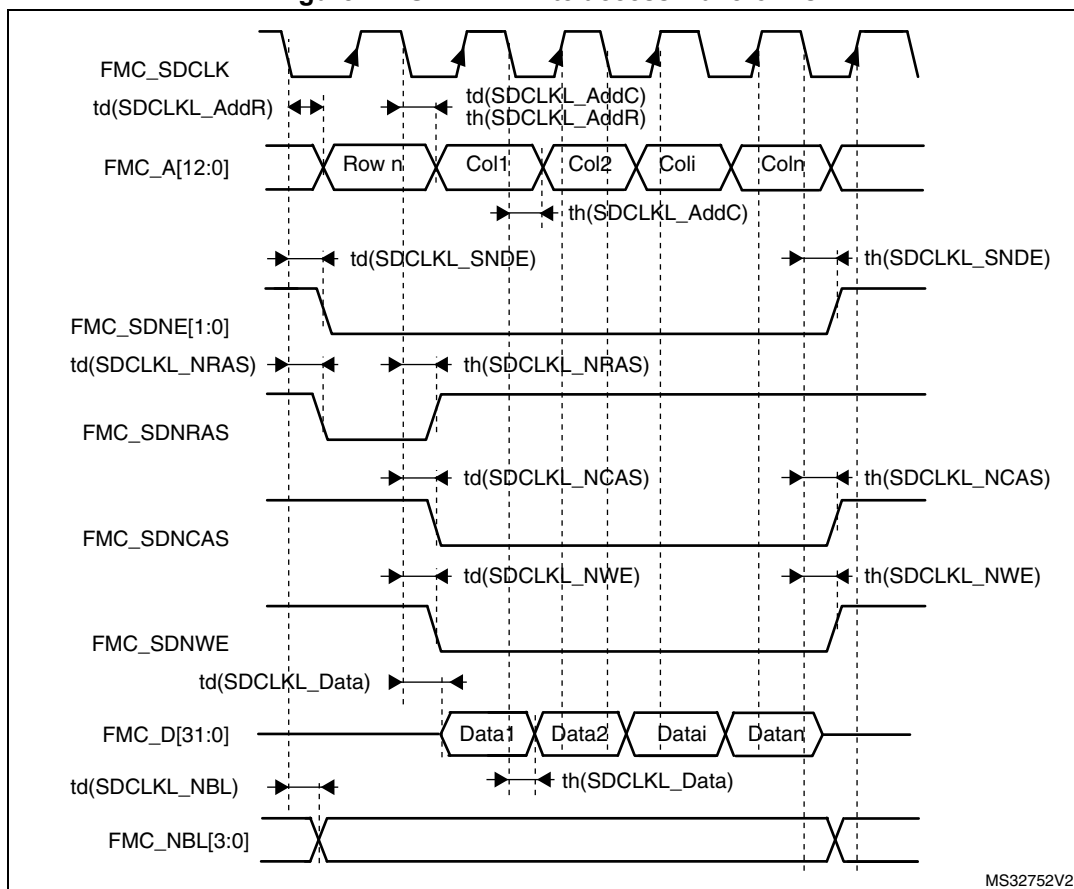 FMC_SDCLK
td(SDCLKL_AddR)
td(SDCLKL_AddC)
th(SDCLKL_AddR)
FMC_A[12:0]
Row n
Col1
Col2
Coli
Coln
th(SDCLKL_AddC)
td(SDCLKL_SNDE)
th(SDCLKL_SNDE)
FMC_SDNE[1:0]
td(SDCLKL_NRAS)
th(SDCLKL_NRAS)
FMC_SDNRAS
td(SDCLKL_NCAS)
th(SDCLKL_NCAS)
FMC_SDNCAS
td(SDCLKL_NWE)
th(SDCLKL_NWE)
FMC_SDNWE
td(SDCLKL_Data)
FMC_D[31:0]
Data1
Data2
Datai
Datan
th(SDCLKL_Data)
td(SDCLKL_NBL)
FMC_NBL[3:0]
MS32752V2